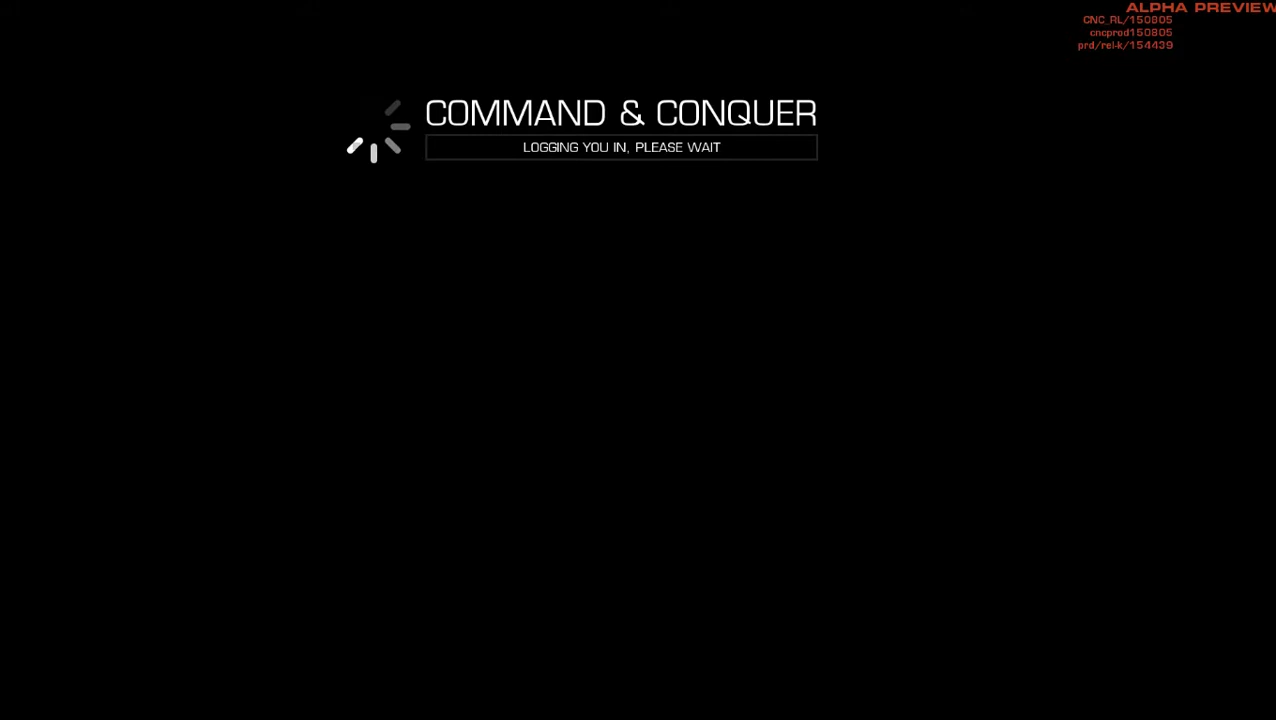 ALPHA PREVIEW
CNC_RL/150805
cncprod150805
prd/rel-k/154439
COMMAND & CONQUER
LOGGING YOU IN, PLEASE WAIT